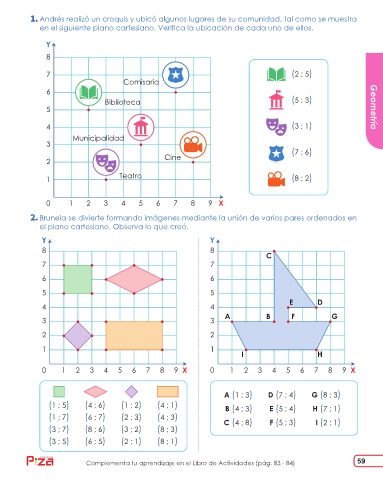 1. Andrés realizó un croquis y ubicó algunos lugares de su comunidad, tal como se muestra
en el siguiente plano cartesiano. Verifica la ubicación de cada uno de ellos.
Y
8
7
6
5
4
3
2
1
0 1 2 3 4 5 6 7 8 9 X
Comisaría
Biblioteca
Municipalidad
Cine
Teatro
(2 ; 5)
(5 ; 3)
(3 ; 1)
(7 ; 6)
(8 ; 2)
Geometría
2. Brunela se divierte formando imágenes mediante la unión de varios pares ordenados en
el plano cartesiano. Observa lo que creó.
Y
8
7
6
5
4
3
2
1
0 1 2 3 4 5 6 7 8 9 X
Y
8
7
6
5
4
3
2
1
0 1 2 3 4 5 6 7 8 9 X
C
E D
A B F G
I H
(1 ; 5) (4 ; 6) (1 ; 2) (4 ; 1)
(1 ; 7) (6 ; 7) (2 ; 3) (4 ; 3)
(3 ; 7) (8 ; 6) (3 ; 2) (8 ; 3)
(3 ; 5) (6 ; 5) (2 ; 1) (8 ; 1)
A (1 ; 3) D (7 ; 4) G (8 ; 3)
B (4 ; 3) E (5 ; 4) H (7 ; 1)
C (4 ; 8) F (5 ; 3) I (2 ; 1)
Piza
Complementa tu aprendizaje en el Libro de Actividades (pág. 83 - 84)
59